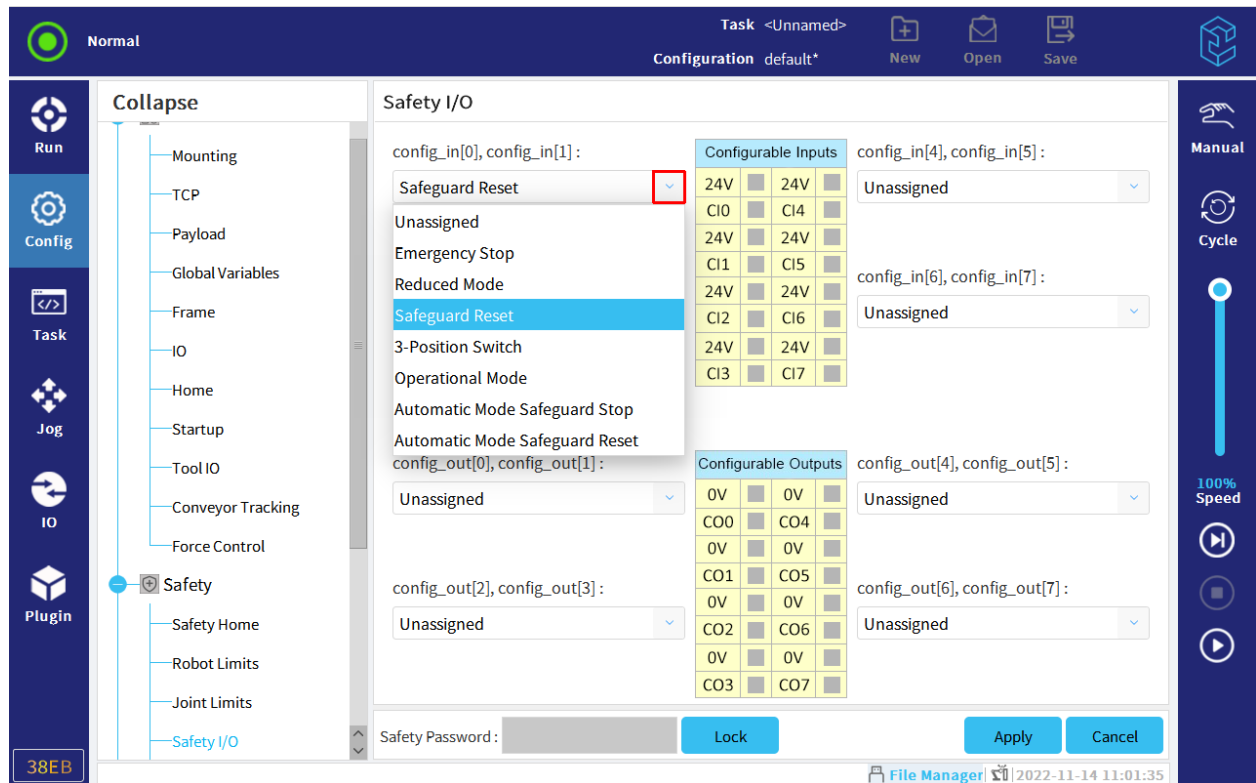 Normal
Task <Unnamed>
Configuration default*
New
Open
Save
Run
Config
Task
Jog
IO
Plugin
38EB
Collapse
Mounting
TCP
Payload
Global Variables
Frame
IO
Home
Startup
Tool IO
Conveyor Tracking
Force Control
Safety
Safety Home
Robot Limits
Joint Limits
Safety I/O
Safety I/O
config_in[0], config_in[1] :
Safeguard Reset
Unassigned
Emergency Stop
Reduced Mode
Safeguard Reset
3-Position Switch
Operational Mode
Automatic Mode Safeguard Stop
Automatic Mode Safeguard Reset
Configurable Inputs
24V 24V
CI0 CI4
24V 24V
CI1 CI5
24V 24V
CI2 CI6
24V 24V
CI3 CI7
config_in[4], config_in[5] :
Unassigned
config_in[6], config_in[7] :
Unassigned
config_out[0], config_out[1] :
Unassigned
config_out[2], config_out[3] :
Unassigned
Configurable Outputs
0V 0V
CO0 CO4
0V 0V
CO1 CO5
0V 0V
CO2 CO6
0V 0V
CO3 CO7
config_out[4], config_out[5] :
Unassigned
config_out[6], config_out[7] :
Unassigned
Safety Password :
Lock
Apply
Cancel
File Manager
2022-11-14 11:01:35
Manual
Cycle
100%
Speed